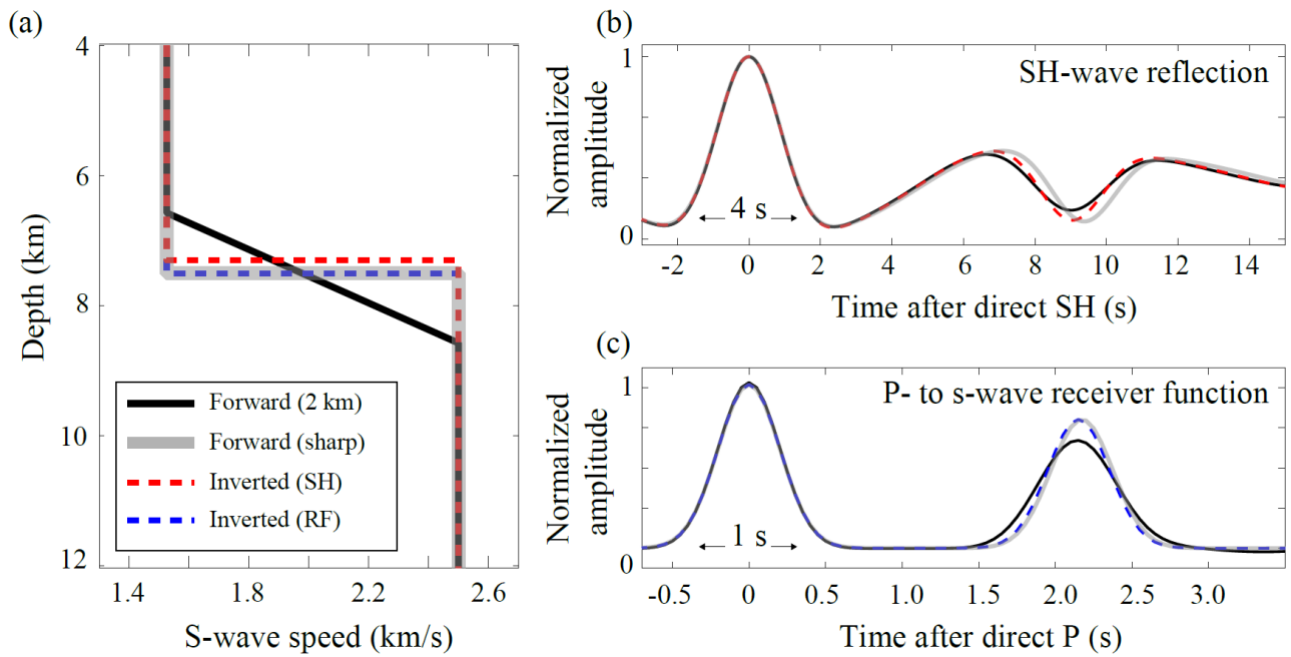 (a)
4
6
8
10
12
Depth (km)
1.4 1.8 2.2 2.6
S-wave speed (km/s)
Forward (2 km)
Forward (sharp)
Inverted (SH)
Inverted (RF)
(b)
1
0
Normalized
amplitude
SH-wave reflection
4 s
-2 0 2 4 6 8 10 12 14
Time after direct SH (s)
(c)
1
0
Normalized
amplitude
P- to s-wave receiver function
1 s
-0.5 0 0.5 1.0 1.5 2.0 2.5 3.0
Time after direct P (s)